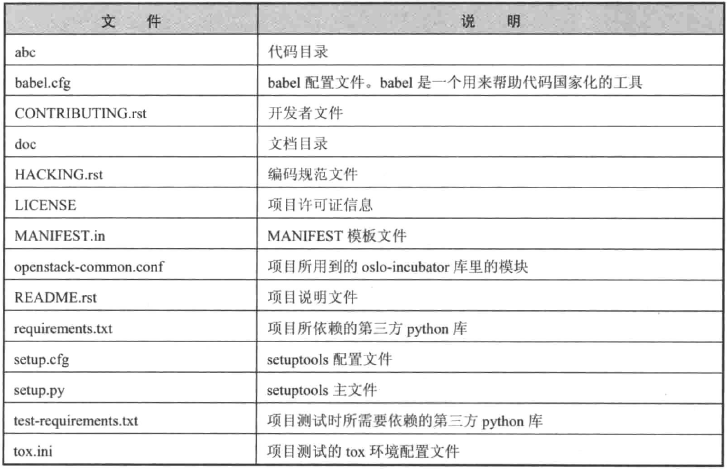 文 件 说 明
abc 代码目录
babel.cfg babel 配置文件。babel 是一个用来帮助代码国家化的工具
CONTRIBUTING.rst 开发者文件
doc 文档目录
HACKING.rst 编码规范文件
LICENSE 项目许可证信息
MANIFEST.in MANIFEST 模板文件
openstack-common.conf 项目所用到的 oslo-incubator 库里的模块
README.rst 项目说明文件
requirements.txt 项目所依赖的第三方 python 库
setup.cfg setuptools 配置文件
setup.py setuptools 主文件
test-requirements.txt 项目测试时所需要依赖的第三方 python 库
tox.ini 项目测试的 tox 环境配置文件